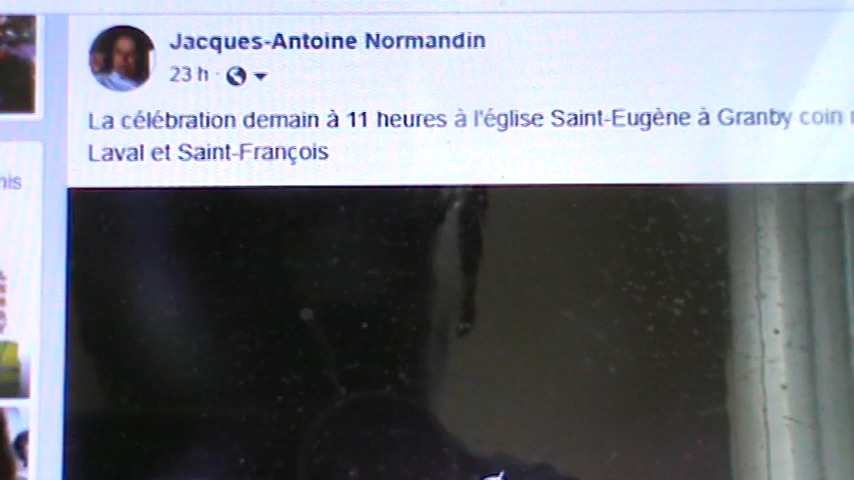 Jacques-Antoine Normandin
23 h ·
La célébration demain à 11 heures à l'église Saint-Eugène à Granby coin
Laval et Saint-François